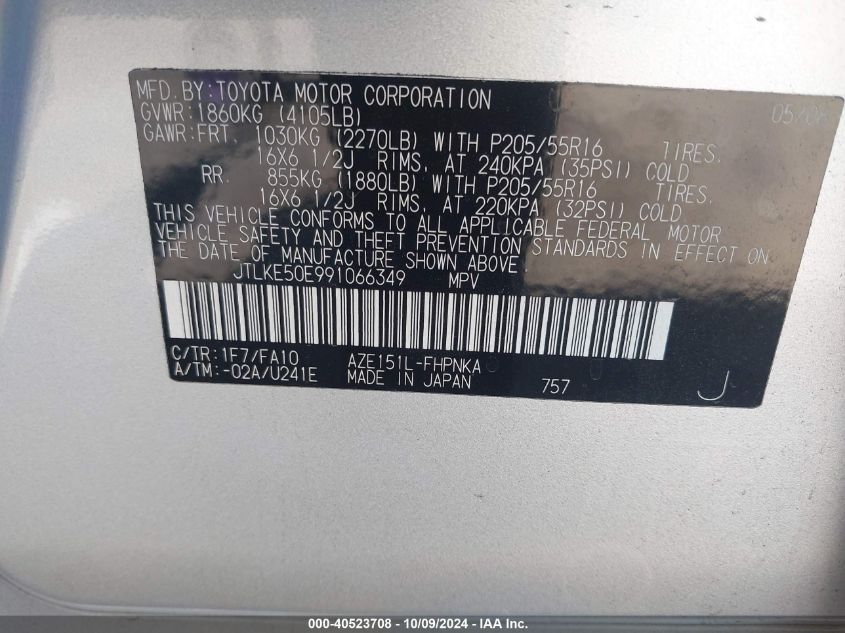 MFD. BY: TOYOTA MOTOR CORPORATION 05/08
GVWR: 1860KG (4105LB)
GAWR: FRT. 1030KG (2270LB) WITH P205/55R16 TIRES.
16X6 1/2J RIMS, AT 240KPA (35PSI) COLD
RR. 855KG (1880LB) WITH P205/55R16 TIRES.
16X6 1/2J RIMS, AT 220KPA (32PSI) COLD
THIS VEHICLE CONFORMS TO ALL APPLICABLE FEDERAL MOTOR
VEHICLE SAFETY AND THEFT PREVENTION STANDARDS IN EFFECT ON
THE DATE OF MANUFACTURE SHOWN ABOVE.
JTLKE50E991066349 MPV
C/TR: 1F7/FA10 AZE151L-FHPNKA
A/TM: -02A/U241E MADE IN JAPAN 757 J
000-40523708 - 10/09/2024 - IAA Inc.